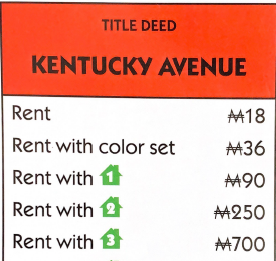 TITLE DEED
KENTUCKY AVENUE
Rent ₩18
Rent with color set ₩36
Rent with 1 ₩90
Rent with 2 ₩250
Rent with 3 ₩700